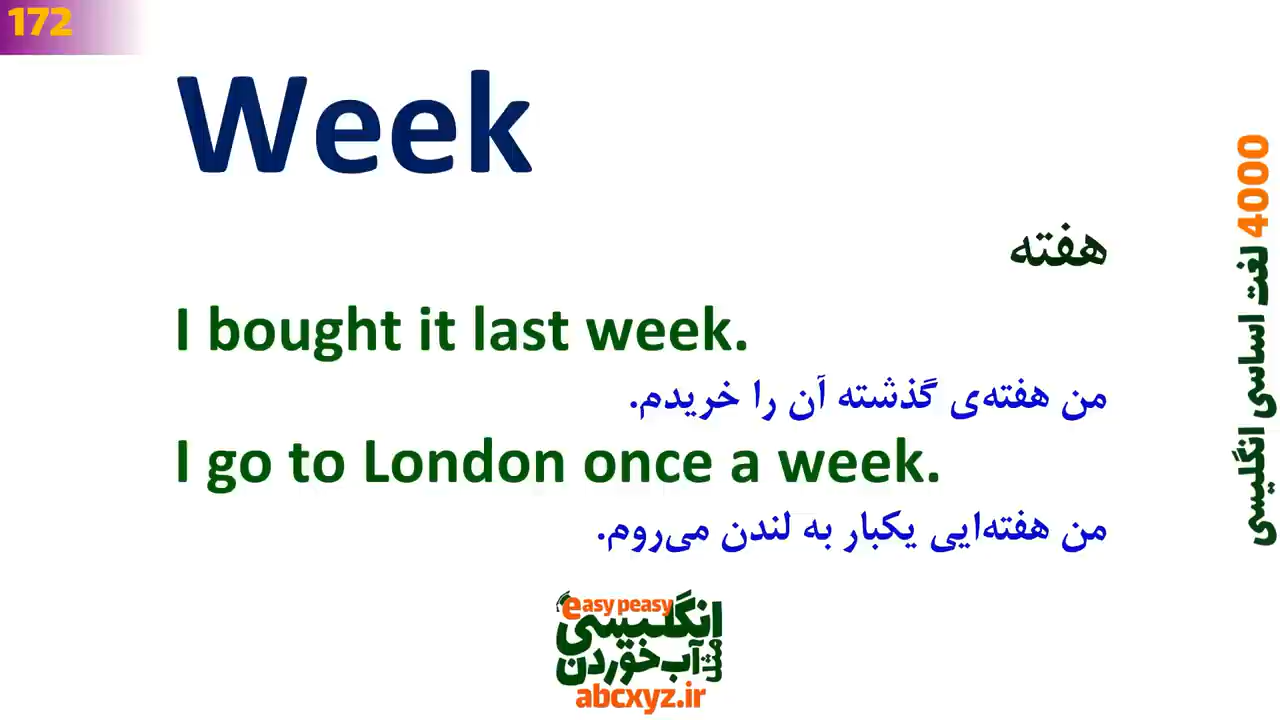 172
Week
هفته
I bought it last week.
من هفته‌ی گذشته آن را خریدم.
I go to London once a week.
من هفته‌ایی یکبار به لندن می‌روم.
4000 لغت اساسی انگلیسی
easy peasy
انگلیسی
مثل آب خوردن
abcxyz.ir